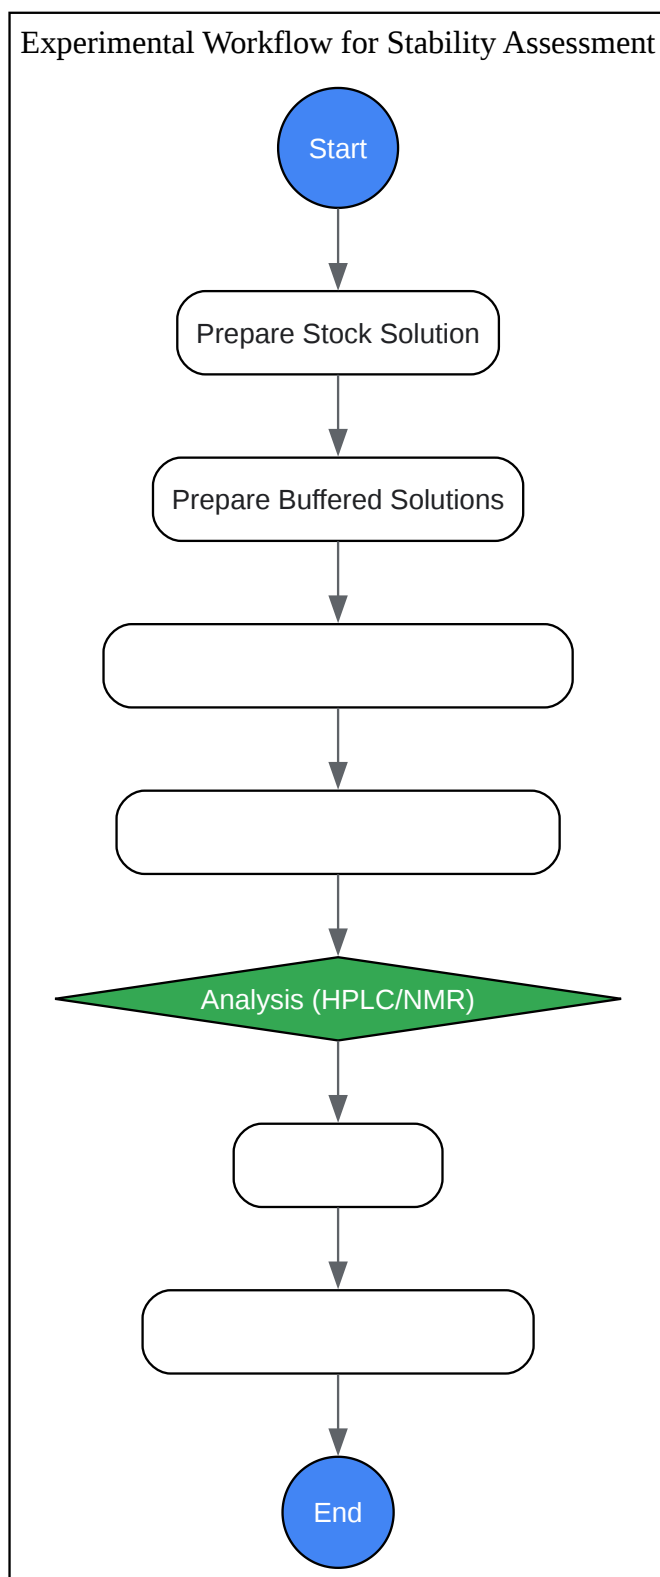 Experimental Workflow for Stability Assessment
Start
Prepare Stock Solution
Prepare Buffered Solutions
Analysis (HPLC/NMR)
End